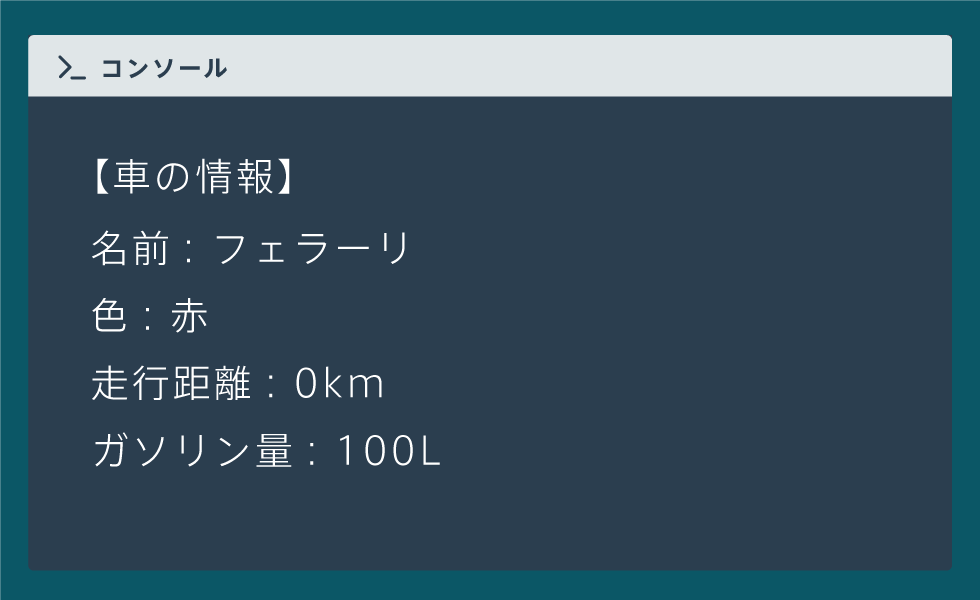 >_ コンソール
【車の情報】
名前：フェラーリ
色：赤
走行距離：0km
ガソリン量：100L